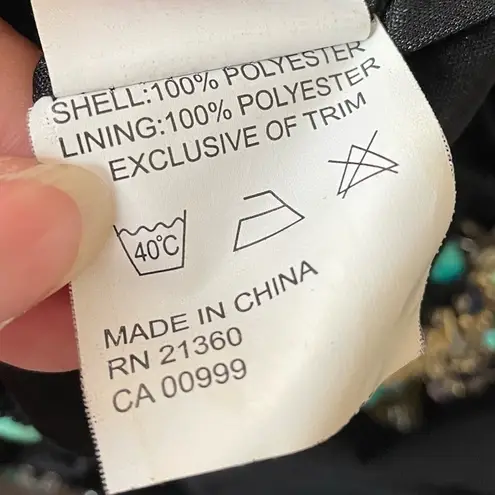 SHELL:100% POLYESTER
LINING:100% POLYESTER
EXCLUSIVE OF TRIM
40°C
MADE IN CHINA
RN 21360
CA 00999